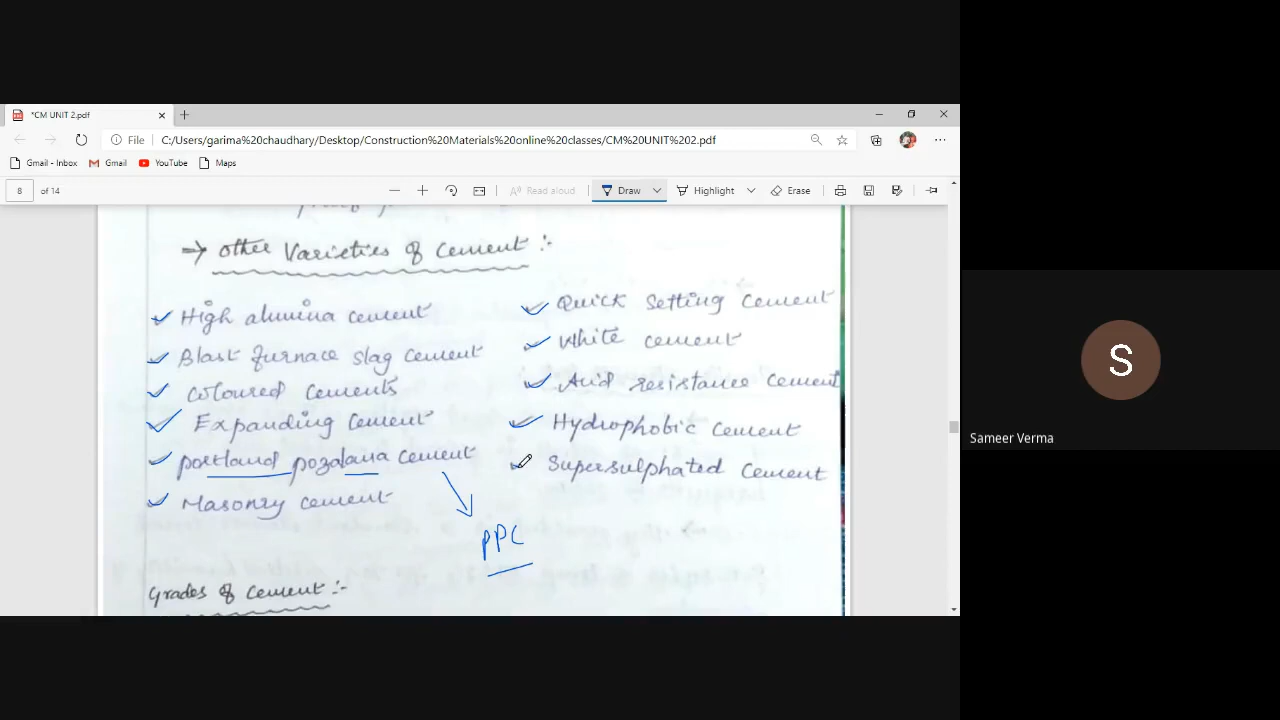 *CM UNIT 2.pdf
File
C:/Users/garima%20chaudhary/Desktop/Construction%20Materials%20online%20classes/CM%20UNIT%202.pdf
Gmail - Inbox Gmail YouTube Maps
8 of 14 Read aloud Draw Highlight Erase
→ Other Varieties of Cement :-
High alumina cement
Blast furnace slag cement
Coloured cements
Expanding cement
portland pozalana cement
Masonry cement
Quick Setting cement
White cement
Acid resistance cement
Hydrophobic cement
Supersulphated cement
PPC
Grades of Cement :-
S
Sameer Verma